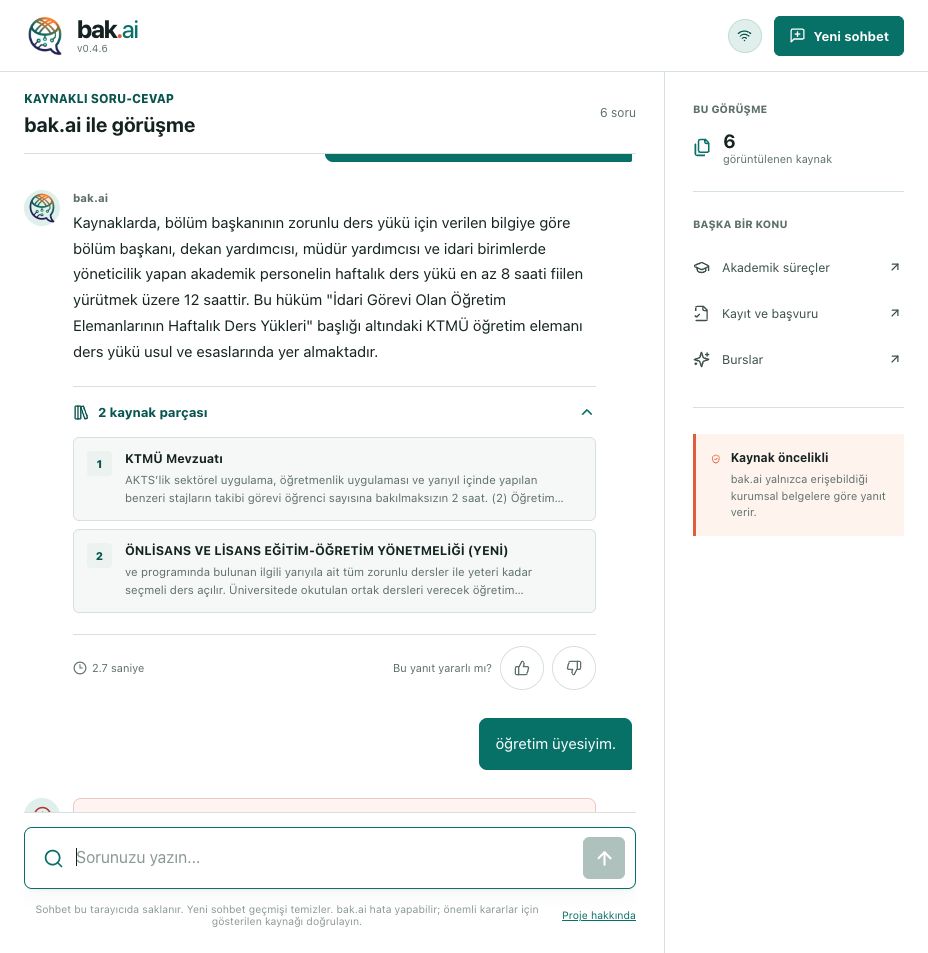 bak.ai
v0.4.6
Yeni sohbet
KAYNAKLI SORU-CEVAP
bak.ai ile görüşme
6 soru
bak.ai
Kaynaklarda, bölüm başkanının zorunlu ders yükü için verilen bilgiye göre
bölüm başkanı, dekan yardımcısı, müdür yardımcısı ve idari birimlerde
yöneticilik yapan akademik personelin haftalık ders yükü en az 8 saati fiilen
yürütmek üzere 12 saattir. Bu hüküm "İdari Görevi Olan Öğretim
Elemanlarının Haftalık Ders Yükleri" başlığı altındaki KTMÜ öğretim elemanı
ders yükü usul ve esaslarında yer almaktadır.
2 kaynak parçası
1
KTMÜ Mevzuatı
AKTS'lik sektörel uygulama, öğretmenlik uygulaması ve yarıyıl içinde yapılan
benzeri stajların takibi görevi öğrenci sayısına bakılmaksızın 2 saat. (2) Öğretim...
2
ÖNLİSANS VE LİSANS EĞİTİM-ÖĞRETİM YÖNETMELİĞİ (YENİ)
ve programında bulunan ilgili yarıyıla ait tüm zorunlu dersler ile yeteri kadar
seçmeli ders açılır. Üniversitede okutulan ortak dersleri verecek öğretim...
2.7 saniye
Bu yanıt yararlı mı?
öğretim üyesiyim.
Sorunuzu yazın...
Sohbet bu tarayıcıda saklanır. Yeni sohbet geçmişi temizler. bak.ai hata yapabilir; önemli kararlar için
gösterilen kaynağı doğrulayın.
Proje hakkında
BU GÖRÜŞME
6
görüntülenen kaynak
BAŞKA BİR KONU
Akademik süreçler
Kayıt ve başvuru
Burslar
Kaynak öncelikli
bak.ai yalnızca erişebildiği
kurumsal belgelere göre yanıt
verir.